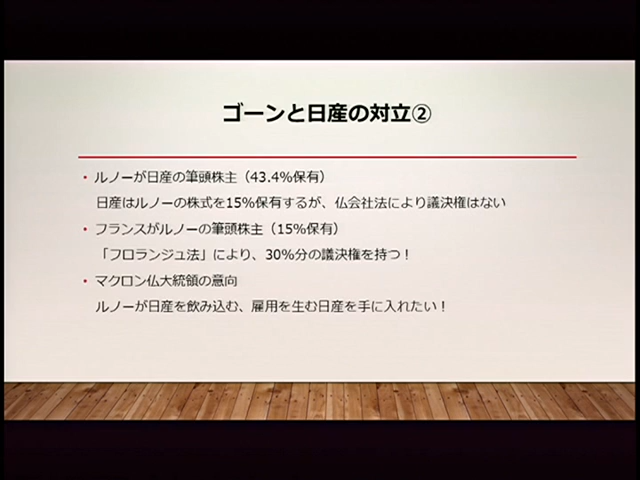 ゴーンと日産の対立②
・ルノーが日産の筆頭株主（43.4%保有）
日産はルノーの株式を15%保有するが、仏会社法により議決権はない
・フランスがルノーの筆頭株主（15%保有）
「フロランジュ法」により、30%分の議決権を持つ！
・マクロン仏大統領の意向
ルノーが日産を飲み込む、雇用を生む日産を手に入れたい！